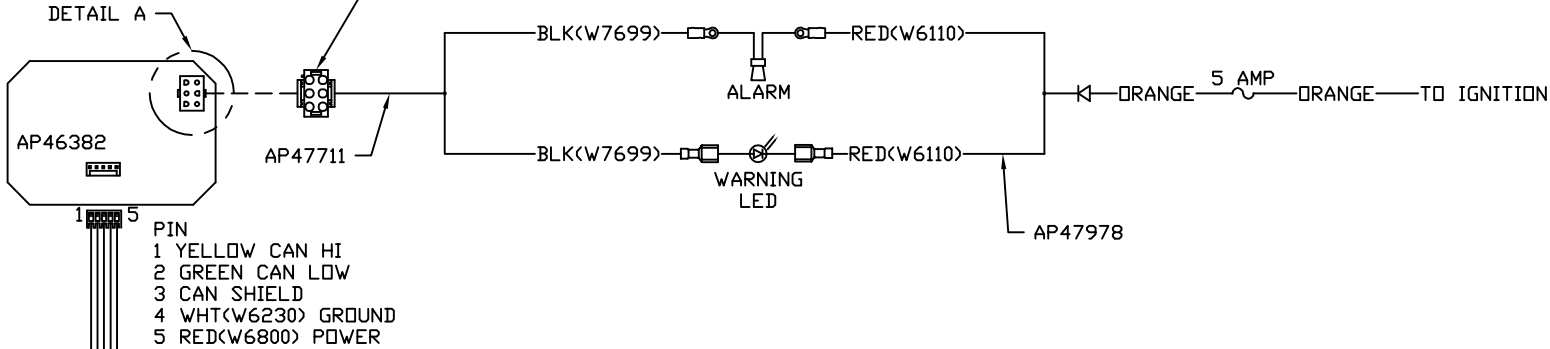 DETAIL A
BLK(W7699)
RED(W6110)
ALARM
5 AMP
ORANGE
ORANGE
TO IGNITION
AP46382
AP47711
BLK(W7699)
RED(W6110)
WARNING
LED
AP47978
1
5
PIN
1 YELLOW CAN HI
2 GREEN CAN LOW
3 CAN SHIELD
4 WHT(W6230) GROUND
5 RED(W6800) POWER